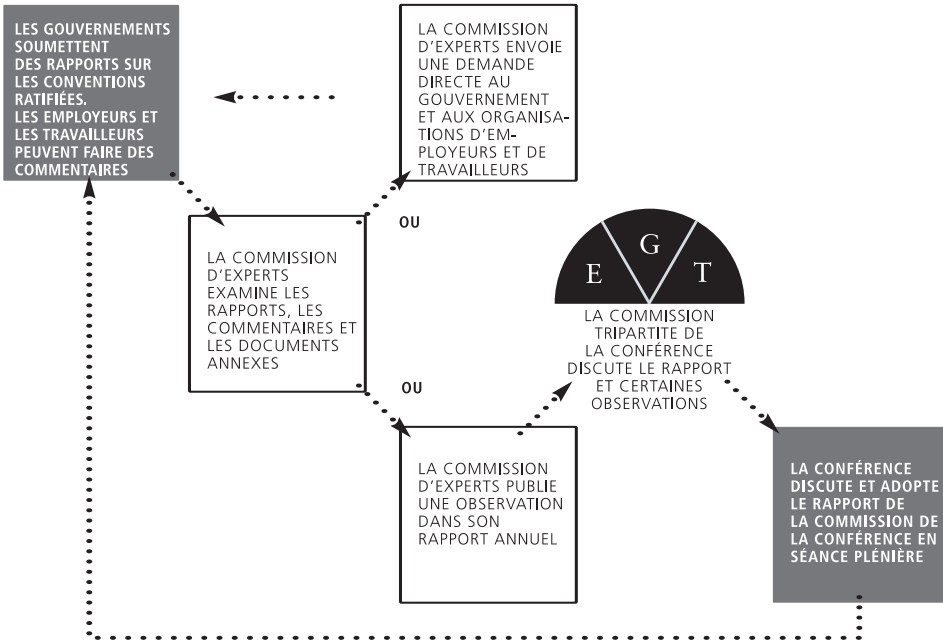 LES GOUVERNEMENTS
SOUMETTENT
DES RAPPORTS SUR
LES CONVENTIONS
RATIFIÉES.
LES EMPLOYEURS ET
LES TRAVAILLEURS
PEUVENT FAIRE DES
COMMENTAIRES
LA COMMISSION
D'EXPERTS ENVOIE
UNE DEMANDE
DIRECTE AU
GOUVERNEMENT
ET AUX ORGANISA-
TIONS D'EM-
PLOYEURS ET DE
TRAVAILLEURS
OU
LA COMMISSION
D'EXPERTS
EXAMINE LES
RAPPORTS, LES
COMMENTAIRES ET
LES DOCUMENTS
ANNEXES
OU
E G T
LA COMMISSION
TRIPARTITE DE
LA CONFÉRENCE
DISCUTE LE RAPPORT
ET CERTAINES
OBSERVATIONS
LA COMMISSION
D'EXPERTS PUBLIE
UNE OBSERVATION
DANS SON
RAPPORT ANNUEL
LA CONFÉRENCE
DISCUTE ET ADOPTE
LE RAPPORT DE
LA COMMISSION DE
LA CONFÉRENCE EN
SÉANCE PLÉNIÈRE